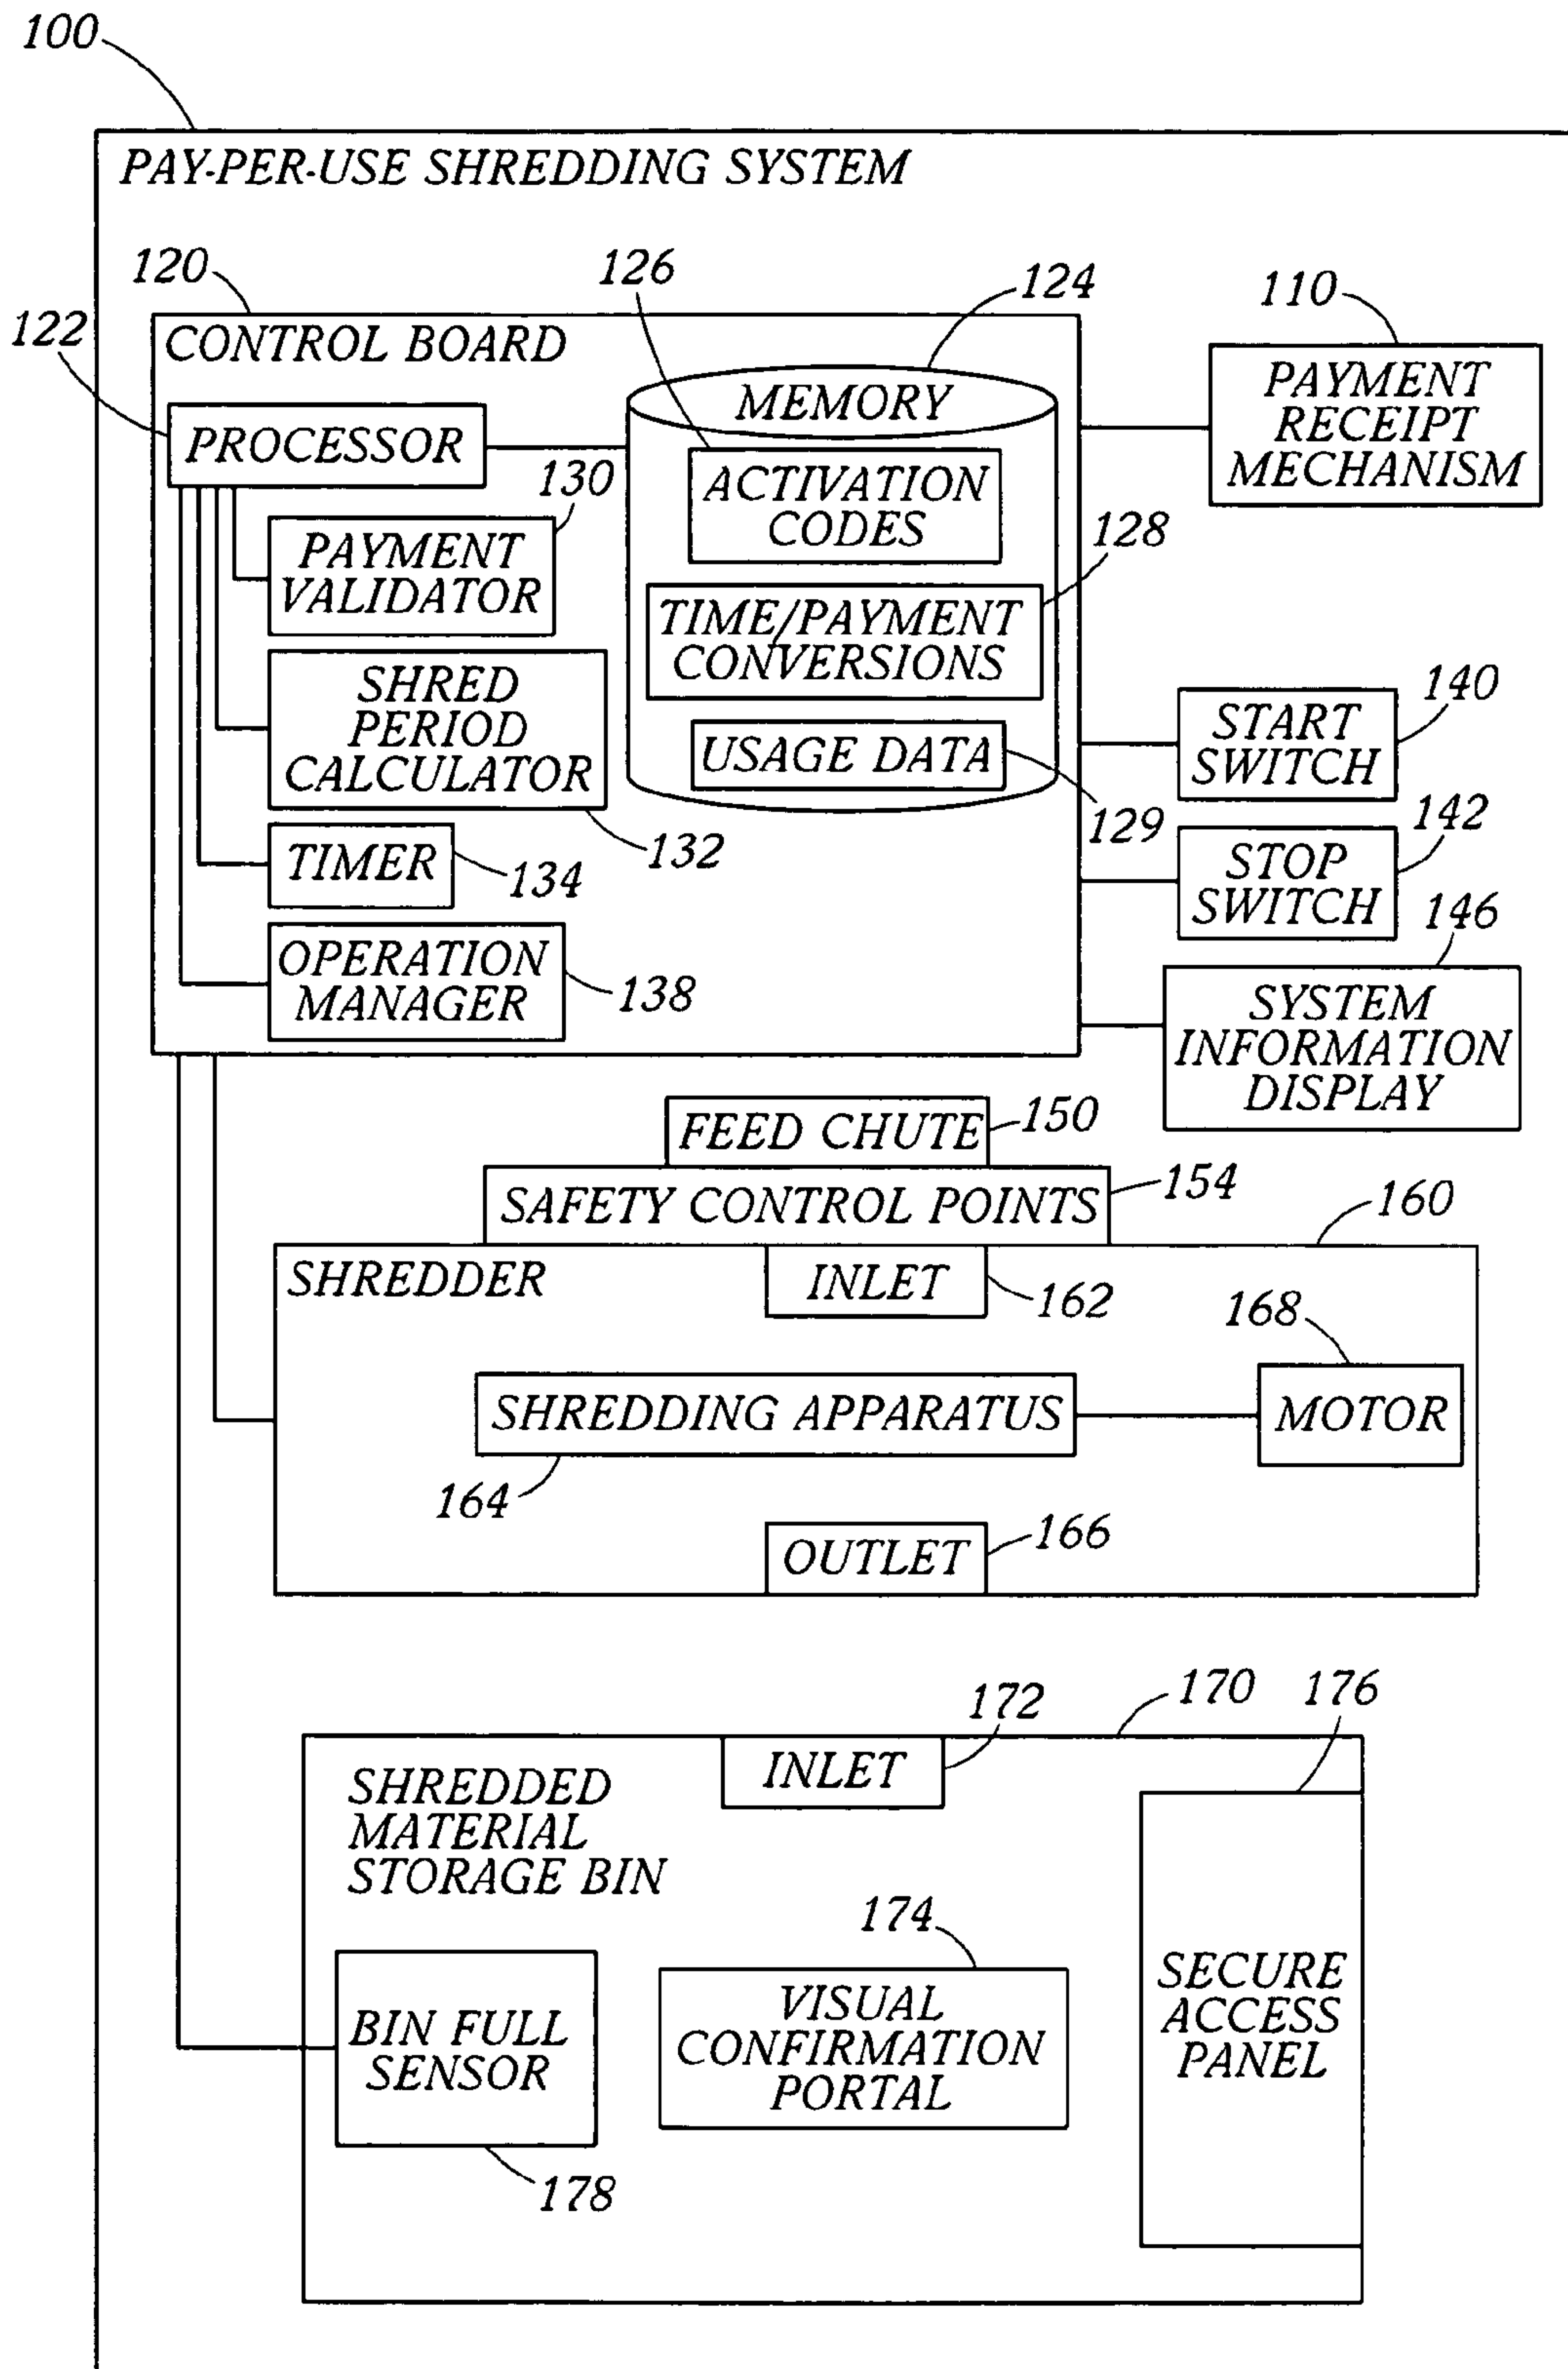 100
PAY-PER-USE SHREDDING SYSTEM
120
126
124
110
122
CONTROL BOARD
MEMORY
PAYMENT
RECEIPT
MECHANISM
PROCESSOR
130
ACTIVATION
CODES
128
PAYMENT
VALIDATOR
TIME/PAYMENT
CONVERSIONS
SHRED
PERIOD
CALCULATOR
140
START
SWITCH
USAGE DATA
129
132
142
TIMER
134
STOP
SWITCH
146
OPERATION
MANAGER
138
SYSTEM
INFORMATION
DISPLAY
FEED CHUTE
150
SAFETY CONTROL POINTS
154
160
SHREDDER
INLET
162
168
SHREDDING APPARATUS
MOTOR
164
OUTLET
166
172
170
176
INLET
SHREDDED
MATERIAL
STORAGE BIN
174
BIN FULL
SENSOR
VISUAL
CONFIRMATION
PORTAL
SECURE
ACCESS
PANEL
178